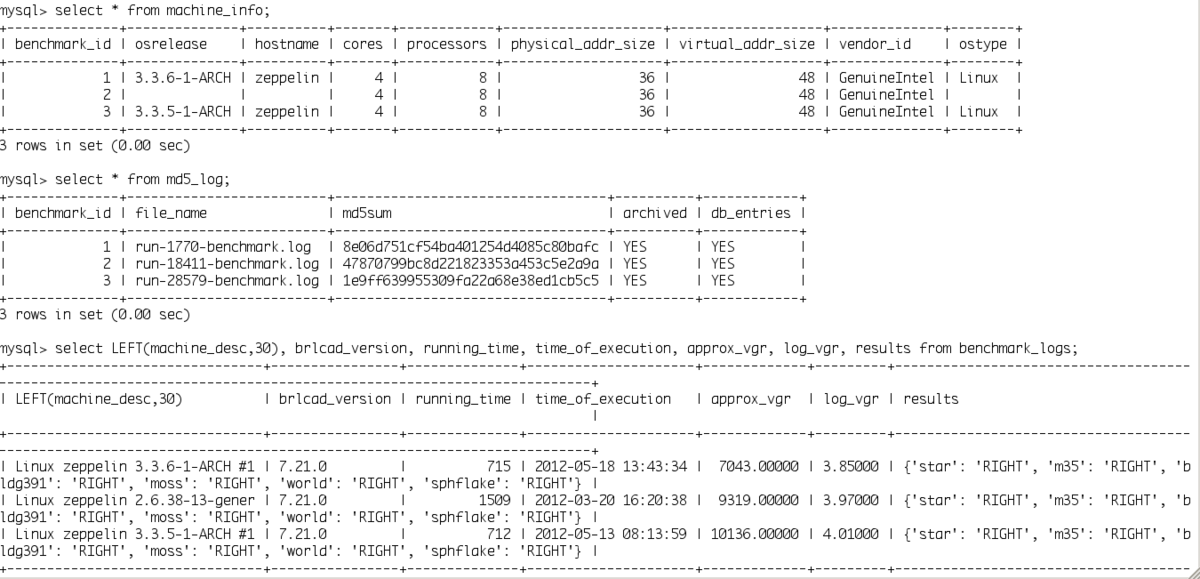 mysql> select * from machine_info;
+--------------+---------------+----------+-------+------------+--------------------+-------------------+--------------+--------+
| benchmark_id | osrelease | hostname | cores | processors | physical_addr_size | virtual_addr_size | vendor_id | ostype |
+--------------+---------------+----------+-------+------------+--------------------+-------------------+--------------+--------+
| 1 | 3.3.6-1-ARCH | zeppelin | 4 | 8 | 36 | 48 | GenuineIntel | Linux |
| 2 | | | 4 | 8 | 36 | 48 | GenuineIntel | |
| 3 | 3.3.5-1-ARCH | zeppelin | 4 | 8 | 36 | 48 | GenuineIntel | Linux |
+--------------+---------------+----------+-------+------------+--------------------+-------------------+--------------+--------+
3 rows in set (0.00 sec)
mysql> select * from md5_log;
+--------------+-------------------------+----------------------------------+----------+------------+
| benchmark_id | file_name | md5sum | archived | db_entries |
+--------------+-------------------------+----------------------------------+----------+------------+
| 1 | run-1770-benchmark.log | 8e06d751cf54ba401254d4085c80bafc | YES | YES |
| 2 | run-18411-benchmark.log | 47870799bc8d221823353a453c5e2a9a | YES | YES |
| 3 | run-28579-benchmark.log | 1e9ff639955309fa22a68e38ed1cb5c5 | YES | YES |
+--------------+-------------------------+----------------------------------+----------+------------+
3 rows in set (0.00 sec)
mysql> select LEFT(machine_desc,30), brlcad_version, running_time, time_of_execution, approx_vgr, log_vgr, results from benchmark_logs;
+--------------------------------+----------------+--------------+---------------------+-------------+---------+------------------------------------
-----------------------------------------------------------------------+
| LEFT(machine_desc,30) | brlcad_version | running_time | time_of_execution | approx_vgr | log_vgr | results
|
+--------------------------------+----------------+--------------+---------------------+-------------+---------+------------------------------------
-----------------------------------------------------------------------+
| Linux zeppelin 3.3.6-1-ARCH #1 | 7.21.0 | 715 | 2012-05-18 13:43:34 | 7043.00000 | 3.85000 | {'star': 'RIGHT', 'm35': 'RIGHT', 'b
ldg391': 'RIGHT', 'moss': 'RIGHT', 'world': 'RIGHT', 'sphflake': 'RIGHT'} |
| Linux zeppelin 2.6.38-13-gener | 7.21.0 | 1509 | 2012-03-20 16:20:38 | 9319.00000 | 3.97000 | {'star': 'RIGHT', 'm35': 'RIGHT', 'b
ldg391': 'RIGHT', 'moss': 'RIGHT', 'world': 'RIGHT', 'sphflake': 'RIGHT'} |
| Linux zeppelin 3.3.5-1-ARCH #1 | 7.21.0 | 712 | 2012-05-13 08:13:59 | 10136.00000 | 4.01000 | {'star': 'RIGHT', 'm35': 'RIGHT', 'b
ldg391': 'RIGHT', 'moss': 'RIGHT', 'world': 'RIGHT', 'sphflake': 'RIGHT'} |
+--------------------------------+----------------+--------------+---------------------+-------------+---------+------------------------------------